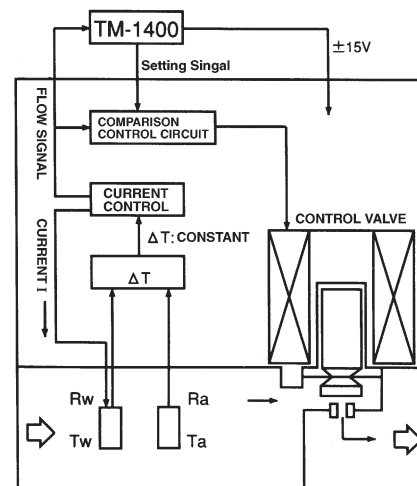 TM-1400
±15V
Setting Singal
COMPARISON
CONTROL CIRCUIT
FLOW SIGNAL
CURRENT
CONTROL
CONTROL VALVE
ΔT:CONSTANT
CURRENT I
ΔT
Rw
Ra
Tw
Ta